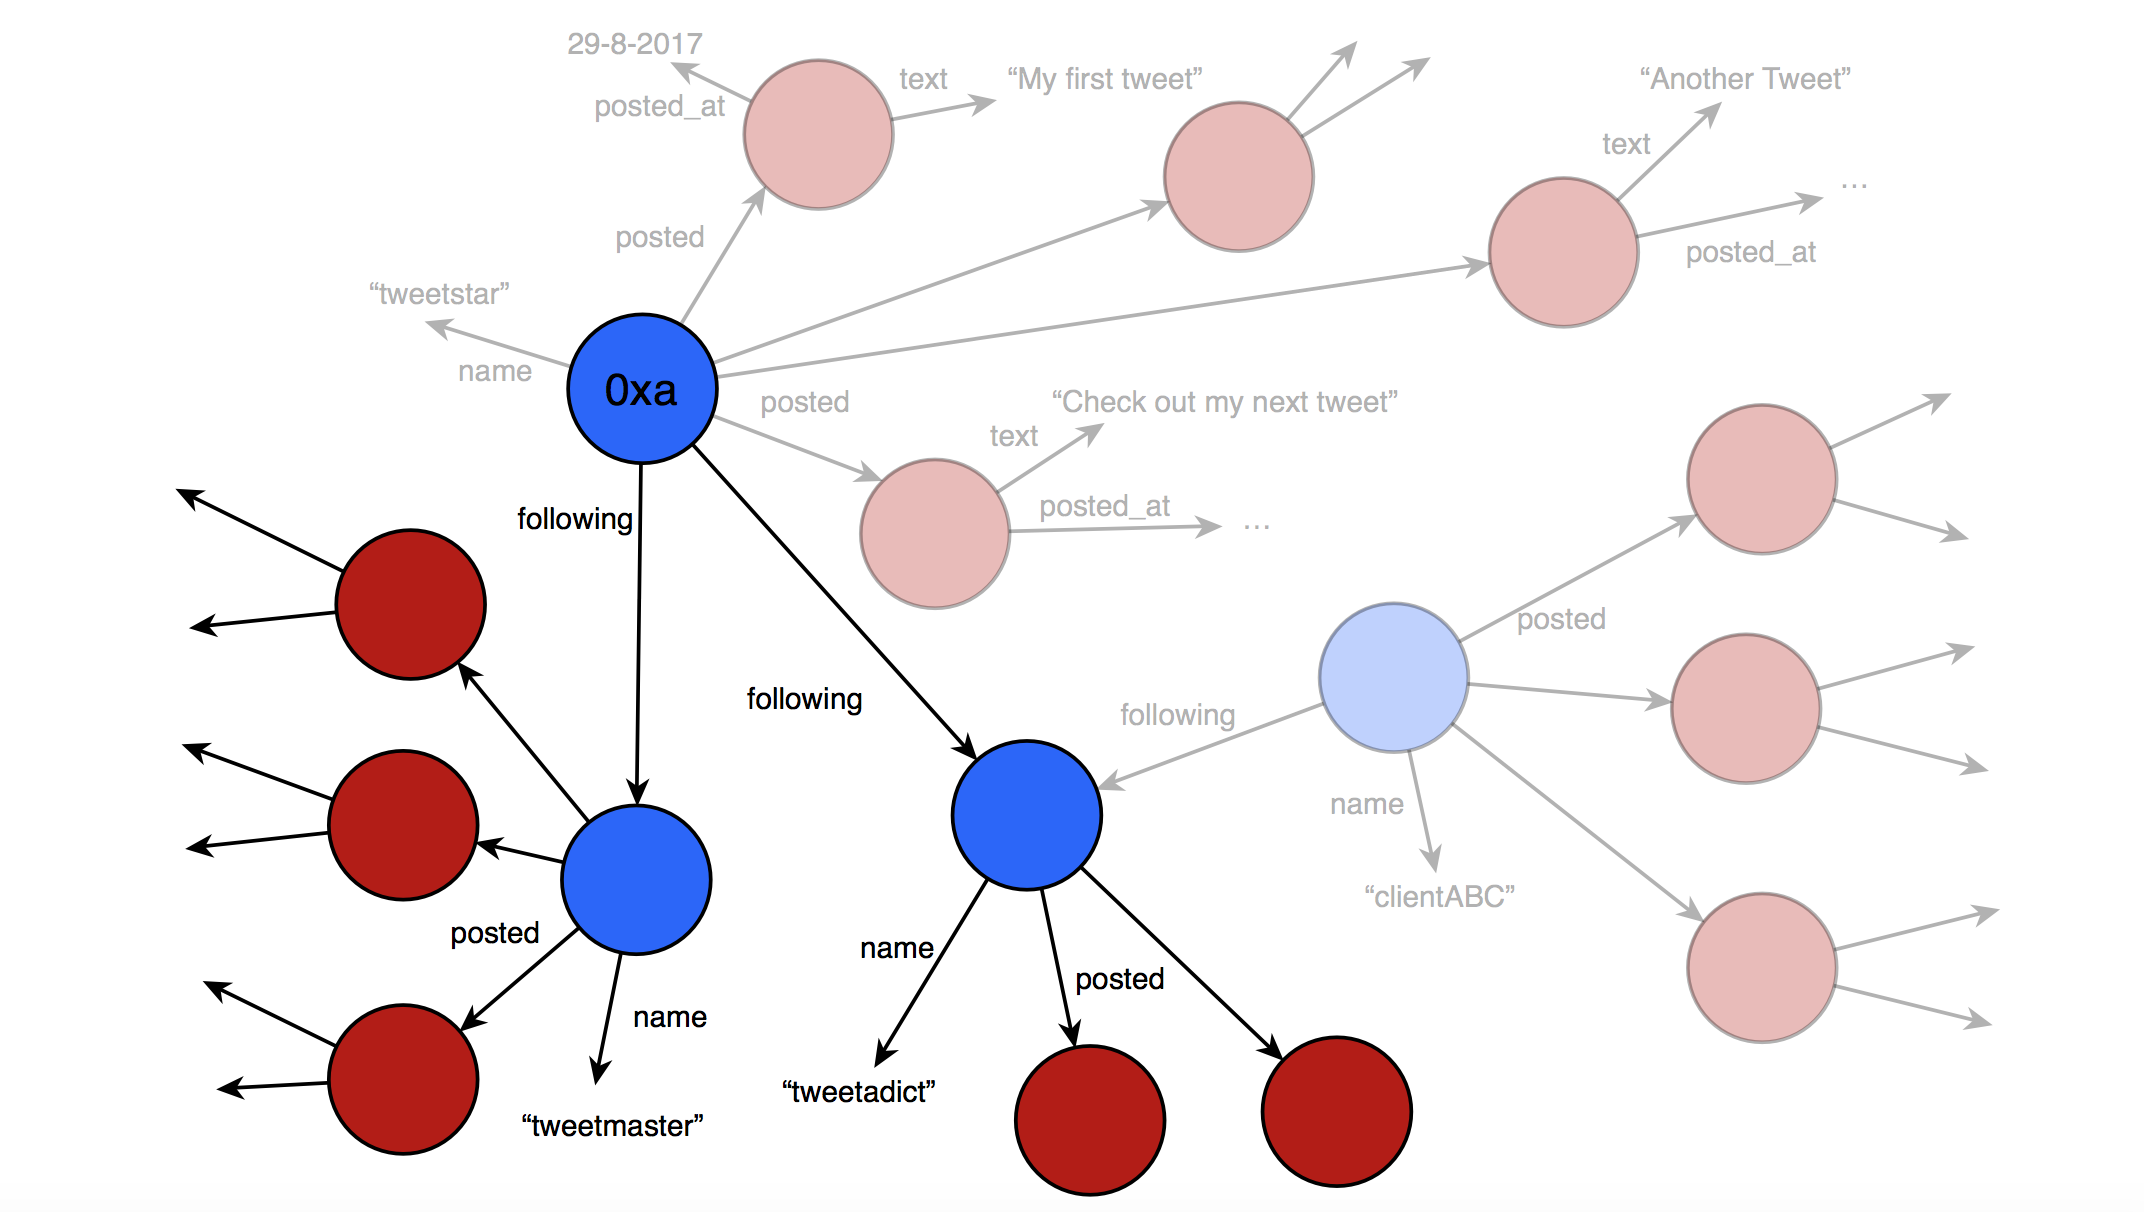 29-8-2017
text
“My first tweet”
“Another Tweet”
posted_at
text
...
posted
posted_at
“tweetstar”
name
0xa
posted
“Check out my next tweet”
text
posted_at
...
following
posted
following
following
name
“clientABC”
posted
name
posted
name
“tweetadict”
“tweetmaster”